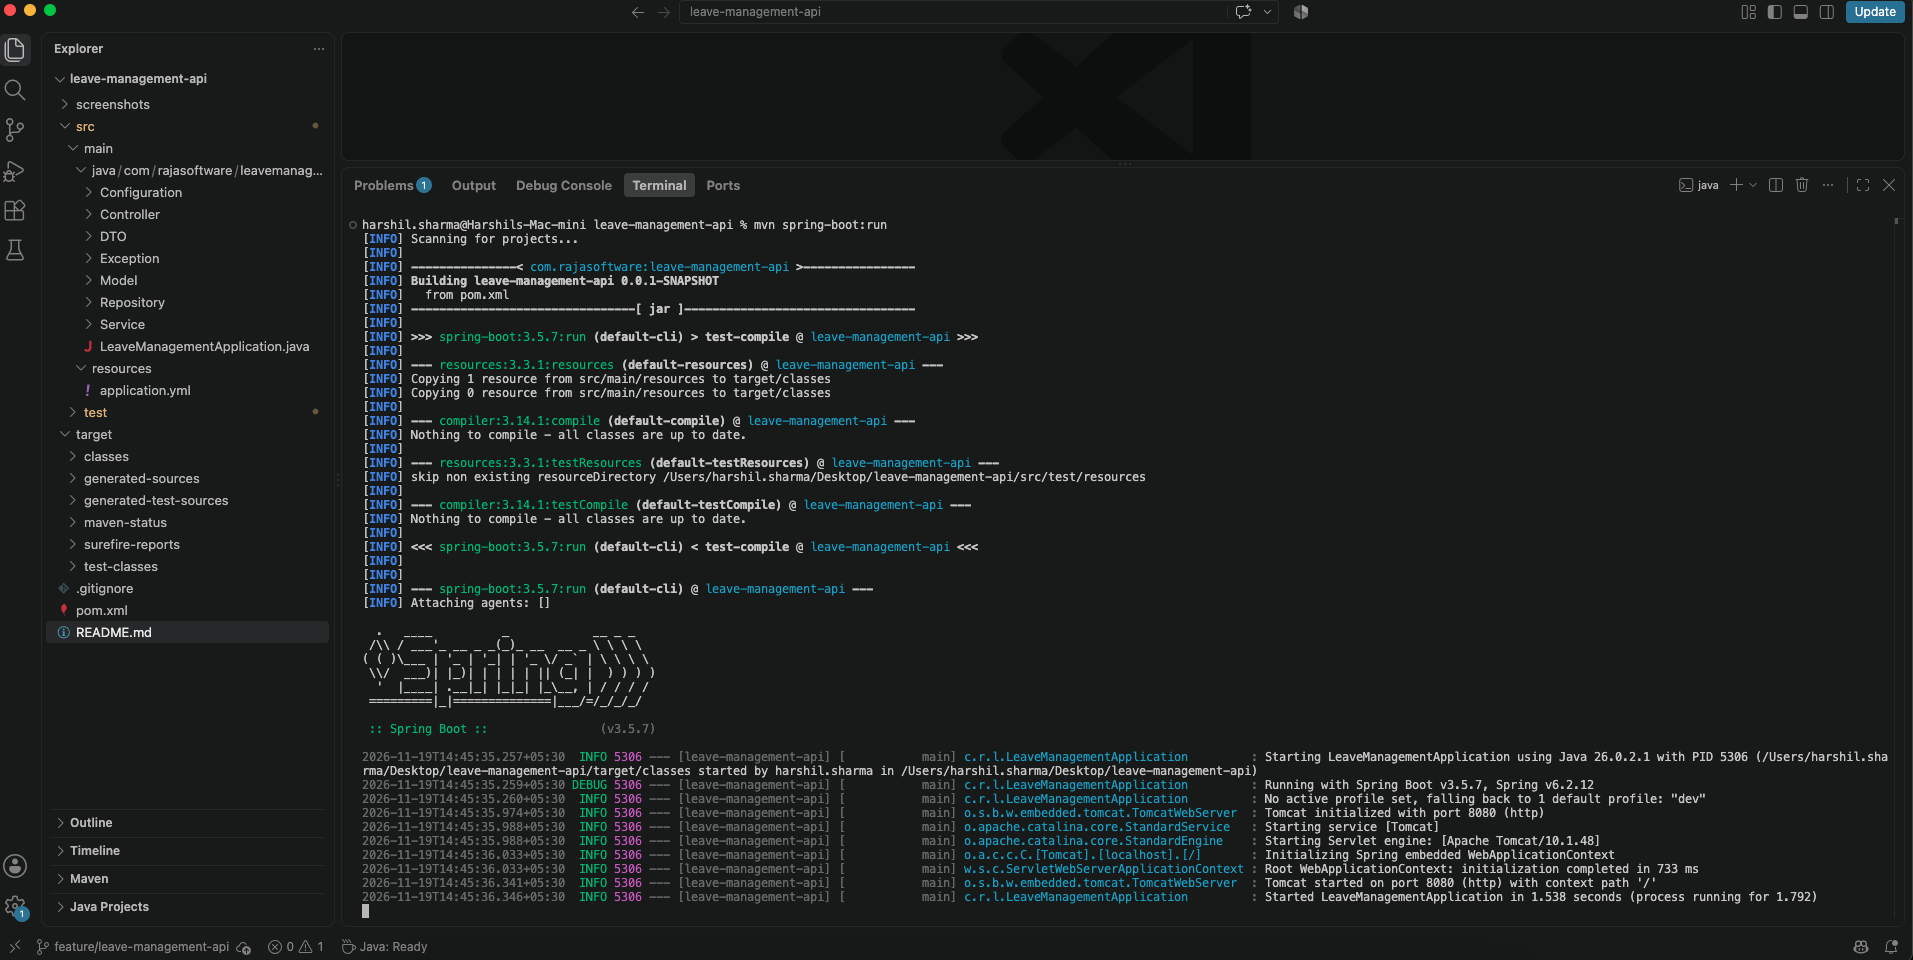 leave-management-api
Update
Explorer
leave-management-api
screenshots
src
main
java/com/rajasoftware/leavemanag...
Configuration
Controller
DTO
Exception
Model
Repository
Service
LeaveManagementApplication.java
resources
application.yml
test
target
classes
generated-sources
generated-test-sources
maven-status
surefire-reports
test-classes
.gitignore
pom.xml
README.md
Outline
Timeline
Maven
Java Projects
Problems 1 Output Debug Console Terminal Ports
java
harshil.sharma@Harshils-Mac-mini leave-management-api % mvn spring-boot:run
[INFO] Scanning for projects...
[INFO]
[INFO] ---------------< com.rajasoftware:leave-management-api >----------------
[INFO] Building leave-management-api 0.0.1-SNAPSHOT
[INFO]   from pom.xml
[INFO] --------------------------------[ jar ]---------------------------------
[INFO]
[INFO] >>> spring-boot:3.5.7:run (default-cli) > test-compile @ leave-management-api >>>
[INFO]
[INFO] --- resources:3.3.1:resources (default-resources) @ leave-management-api ---
[INFO] Copying 1 resource from src/main/resources to target/classes
[INFO] Copying 0 resource from src/main/resources to target/classes
[INFO]
[INFO] --- compiler:3.14.1:compile (default-compile) @ leave-management-api ---
[INFO] Nothing to compile - all classes are up to date.
[INFO]
[INFO] --- resources:3.3.1:testResources (default-testResources) @ leave-management-api ---
[INFO] skip non existing resourceDirectory /Users/harshil.sharma/Desktop/leave-management-api/src/test/resources
[INFO]
[INFO] --- compiler:3.14.1:testCompile (default-testCompile) @ leave-management-api ---
[INFO] Nothing to compile - all classes are up to date.
[INFO]
[INFO] <<< spring-boot:3.5.7:run (default-cli) < test-compile @ leave-management-api <<<
[INFO]
[INFO]
[INFO] --- spring-boot:3.5.7:run (default-cli) @ leave-management-api ---
[INFO] Attaching agents: []
Spring
:: Spring Boot ::                (v3.5.7)
2026-11-19T14:45:35.257+05:30  INFO 5306 --- [leave-management-api] [           main] c.r.l.LeaveManagementApplication         : Starting LeaveManagementApplication using Java 26.0.2.1 with PID 5306 (/Users/harshil.sha
rma/Desktop/leave-management-api/target/classes started by harshil.sharma in /Users/harshil.sharma/Desktop/leave-management-api)
2026-11-19T14:45:35.259+05:30 DEBUG 5306 --- [leave-management-api] [           main] c.r.l.LeaveManagementApplication         : Running with Spring Boot v3.5.7, Spring v6.2.12
2026-11-19T14:45:35.260+05:30  INFO 5306 --- [leave-management-api] [           main] c.r.l.LeaveManagementApplication         : No active profile set, falling back to 1 default profile: "dev"
2026-11-19T14:45:35.974+05:30  INFO 5306 --- [leave-management-api] [           main] o.s.b.w.embedded.tomcat.TomcatWebServer  : Tomcat initialized with port 8080 (http)
2026-11-19T14:45:35.988+05:30  INFO 5306 --- [leave-management-api] [           main] o.apache.catalina.core.StandardService   : Starting service [Tomcat]
2026-11-19T14:45:35.988+05:30  INFO 5306 --- [leave-management-api] [           main] o.apache.catalina.core.StandardEngine    : Starting Servlet engine: [Apache Tomcat/10.1.48]
2026-11-19T14:45:36.033+05:30  INFO 5306 --- [leave-management-api] [           main] o.a.c.c.C.[Tomcat].[localhost].[/]       : Initializing Spring embedded WebApplicationContext
2026-11-19T14:45:36.033+05:30  INFO 5306 --- [leave-management-api] [           main] w.s.c.ServletWebServerApplicationContext : Root WebApplicationContext: initialization completed in 733 ms
2026-11-19T14:45:36.341+05:30  INFO 5306 --- [leave-management-api] [           main] o.s.b.w.embedded.tomcat.TomcatWebServer  : Tomcat started on port 8080 (http) with context path '/'
2026-11-19T14:45:36.346+05:30  INFO 5306 --- [leave-management-api] [           main] c.r.l.LeaveManagementApplication         : Started LeaveManagementApplication in 1.538 seconds (process running for 1.792)
1
feature/leave-management-api 0 1 Java: Ready